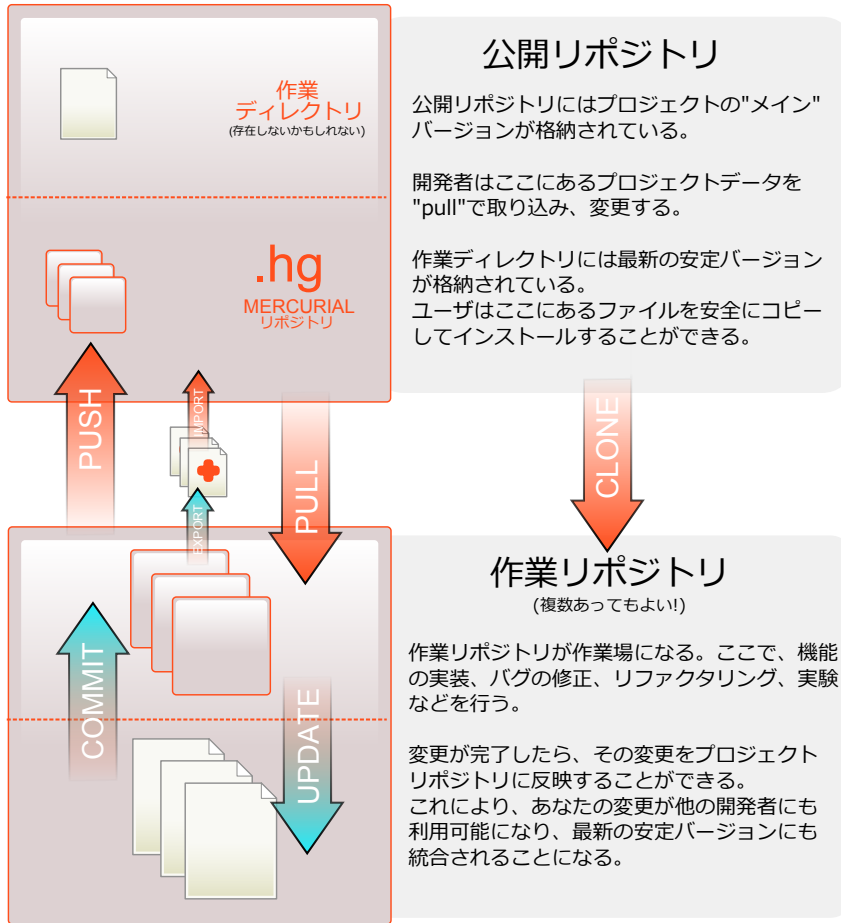 作業
ディレクトリ
(存在しないかもしれない)
.hg
MERCURIAL
リポジトリ
公開リポジトリ
公開リポジトリにはプロジェクトの"メイン"
バージョンが格納されている。
開発者はここにあるプロジェクトデータを
"pull"で取り込み、変更する。
作業ディレクトリには最新の安定バージョン
が格納されている。
ユーザはここにあるファイルを安全にコピー
してインストールすることができる。
PUSH
IMPORT
EXPORT
PULL
CLONE
COMMIT
UPDATE
作業リポジトリ
(複数あってもよい!)
作業リポジトリが作業場になる。ここで、機能
の実装、バグの修正、リファクタリング、実験
などを行う。
変更が完了したら、その変更をプロジェクト
リポジトリに反映することができる。
これにより、あなたの変更が他の開発者にも
利用可能になり、最新の安定バージョンにも
統合されることになる。